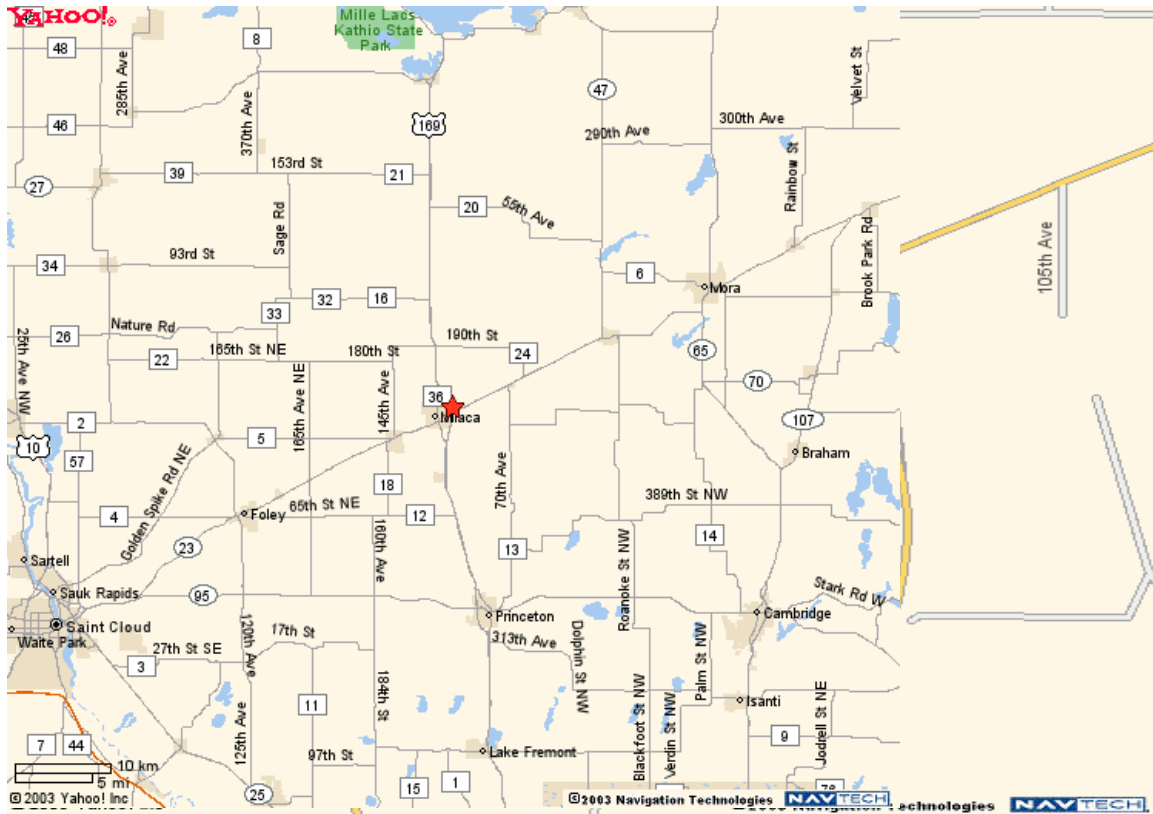 YAHOO!®
Mille Lacs
Kathio State
Park
48
8
285th Ave
370th Ave
47
Velvet St
46
169
290th Ave
300th Ave
153rd St
39
21
27
Rainbow St
20
55th Ave
Sage Rd
Brook Park Rd
105th Ave
93rd St
34
6
Mora
32
16
33
Nature Rd
26
25th Ave NW
22
165th St NE
180th St
190th St
24
65
165th Ave NE
145th Ave
36
Milaca
70
107
2
10
57
5
Golden Spike Rd NE
Braham
18
70th Ave
389th St NW
65th St NE
4
Foley
12
23
160th Ave
13
14
Roanoke St NW
Sartell
Sauk Rapids
95
Stark Rd W
Saint Cloud
Waite Park
Princeton
Cambridge
120th Ave
17th St
313th Ave
Dolphin St NW
27th St SE
3
Palm St NW
184th St
11
Blackfoot St NW
Verdin St NW
Isanti
Jodrell St NE
125th Ave
9
7
44
97th St
Lake Fremont
10 km
5 mi
25
15
1
©2003 Yahoo! Inc
©2003 Navigation Technologies
NAVTECH
Technologies
NAVTECH